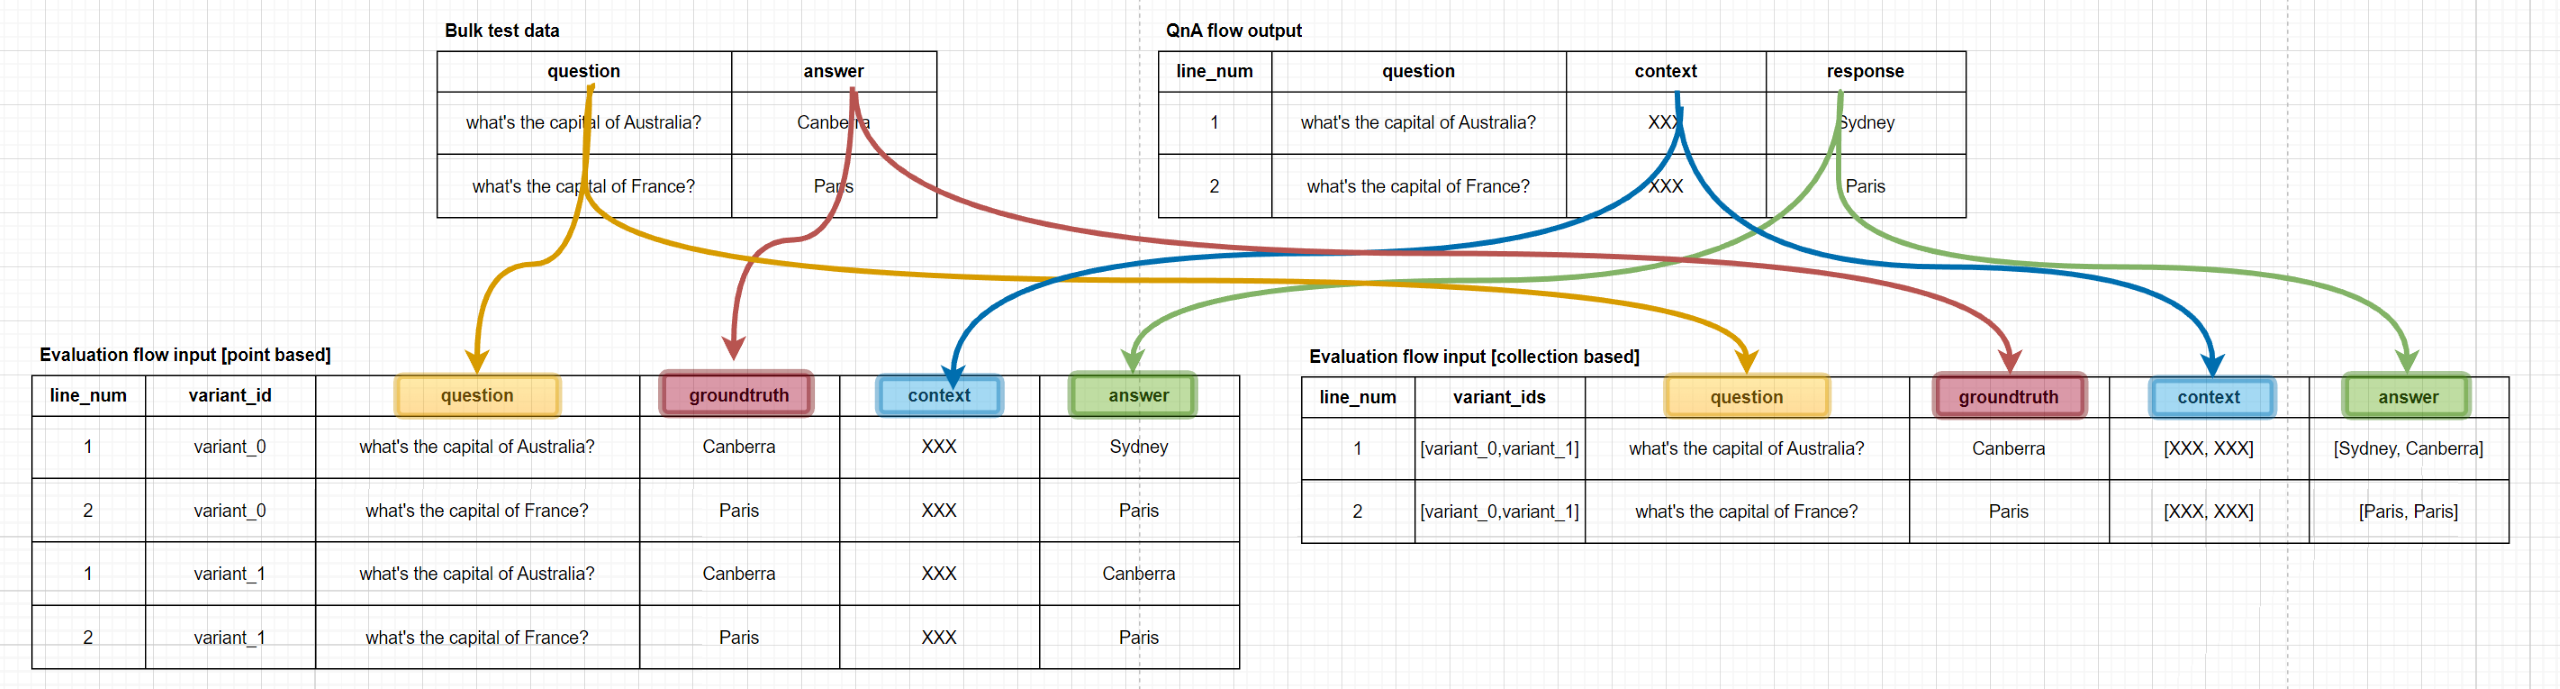 Bulk test data
question answer
what's the capital of Australia? Canberra
what's the capital of France? Paris
QnA flow output
line_num question context response
1 what's the capital of Australia? XXX Sydney
2 what's the capital of France? XXX Paris
Evaluation flow input [point based]
line_num variant_id question groundtruth context answer
1 variant_0 what's the capital of Australia? Canberra XXX Sydney
2 variant_0 what's the capital of France? Paris XXX Paris
1 variant_1 what's the capital of Australia? Canberra XXX Canberra
2 variant_1 what's the capital of France? Paris XXX Paris
Evaluation flow input [collection based]
line_num variant_ids question groundtruth context answer
1 [variant_0,variant_1] what's the capital of Australia? Canberra [XXX, XXX] [Sydney, Canberra]
2 [variant_0,variant_1] what's the capital of France? Paris [XXX, XXX] [Paris, Paris]